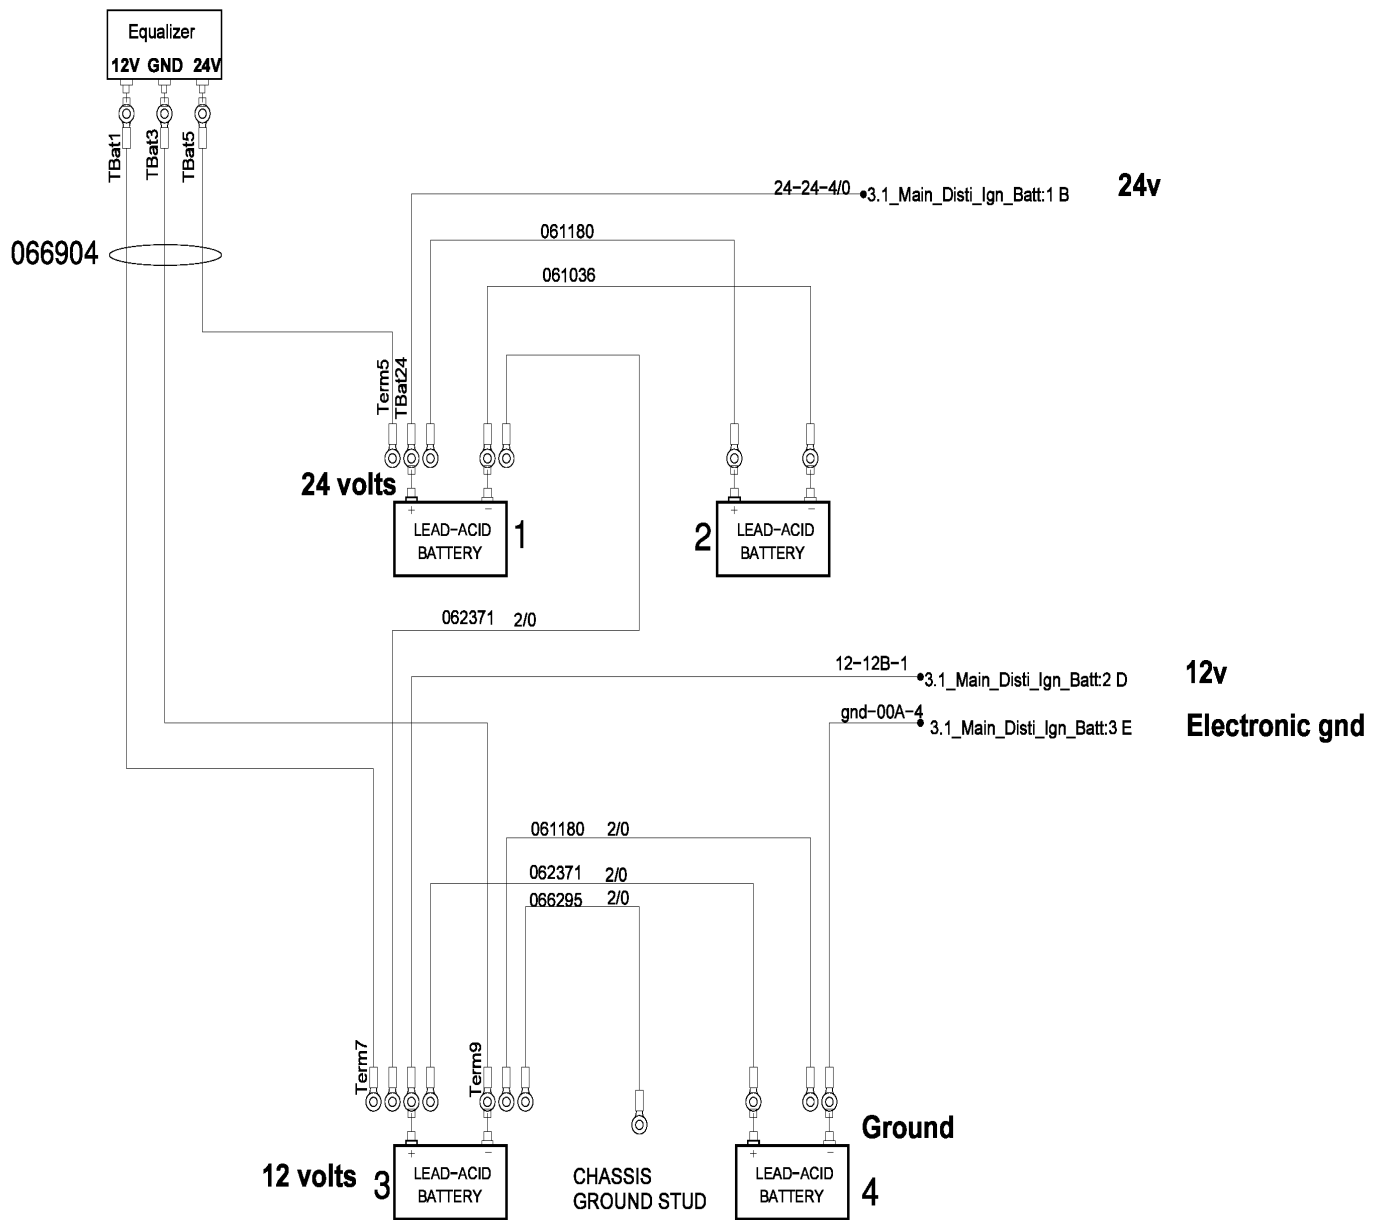 Equalizer
12V GND 24V
TBat1
TBat3
TBat5
066904
24-24-4/0
3.1_Main_Disti_Ign_Batt:1 B
24v
061180
061036
Term5
TBat24
24 volts
+ -
LEAD-ACID
BATTERY
1
2
+ -
LEAD-ACID
BATTERY
062371 2/0
12-12B-1
3.1_Main_Disti_Ign_Batt:2 D
12v
gnd-00A-4
3.1_Main_Disti_Ign_Batt:3 E
Electronic gnd
061180 2/0
062371 2/0
066295 2/0
Term7
Term9
12 volts
3
+ -
LEAD-ACID
BATTERY
CHASSIS
GROUND STUD
Ground
+ -
LEAD-ACID
BATTERY
4